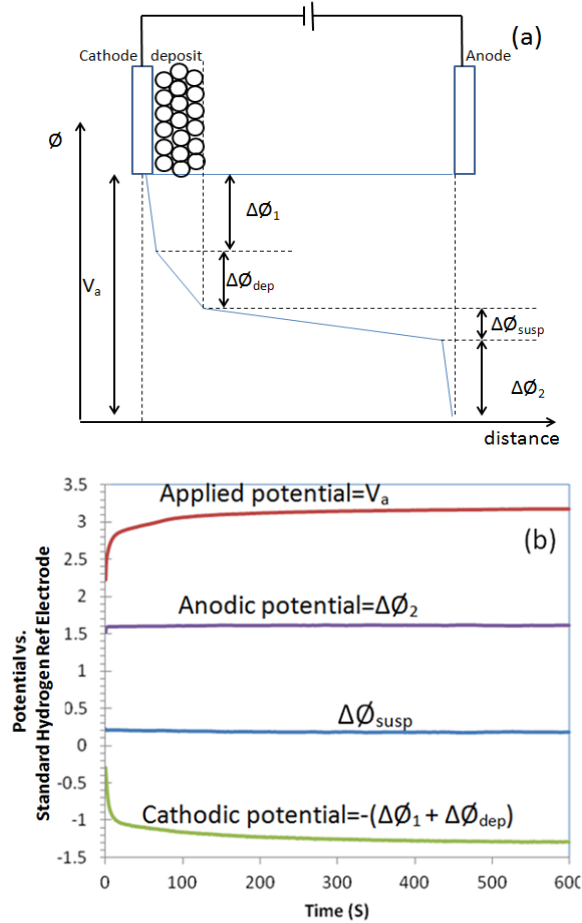 (a)
Cathode deposit Anode
Ø
ΔØ₁
ΔØdep
Va
ΔØsusp
ΔØ₂
distance
(b)
Potential vs.
Standard Hydrogen Ref Electrode
3.5
3
2.5
2
1.5
1
0.5
0
-0.5
-1
-1.5
Applied potential=Va
Anodic potential=ΔØ₂
ΔØsusp
Cathodic potential=-(ΔØ₁ + ΔØdep)
0 100 200 300 400 500 600
Time (S)